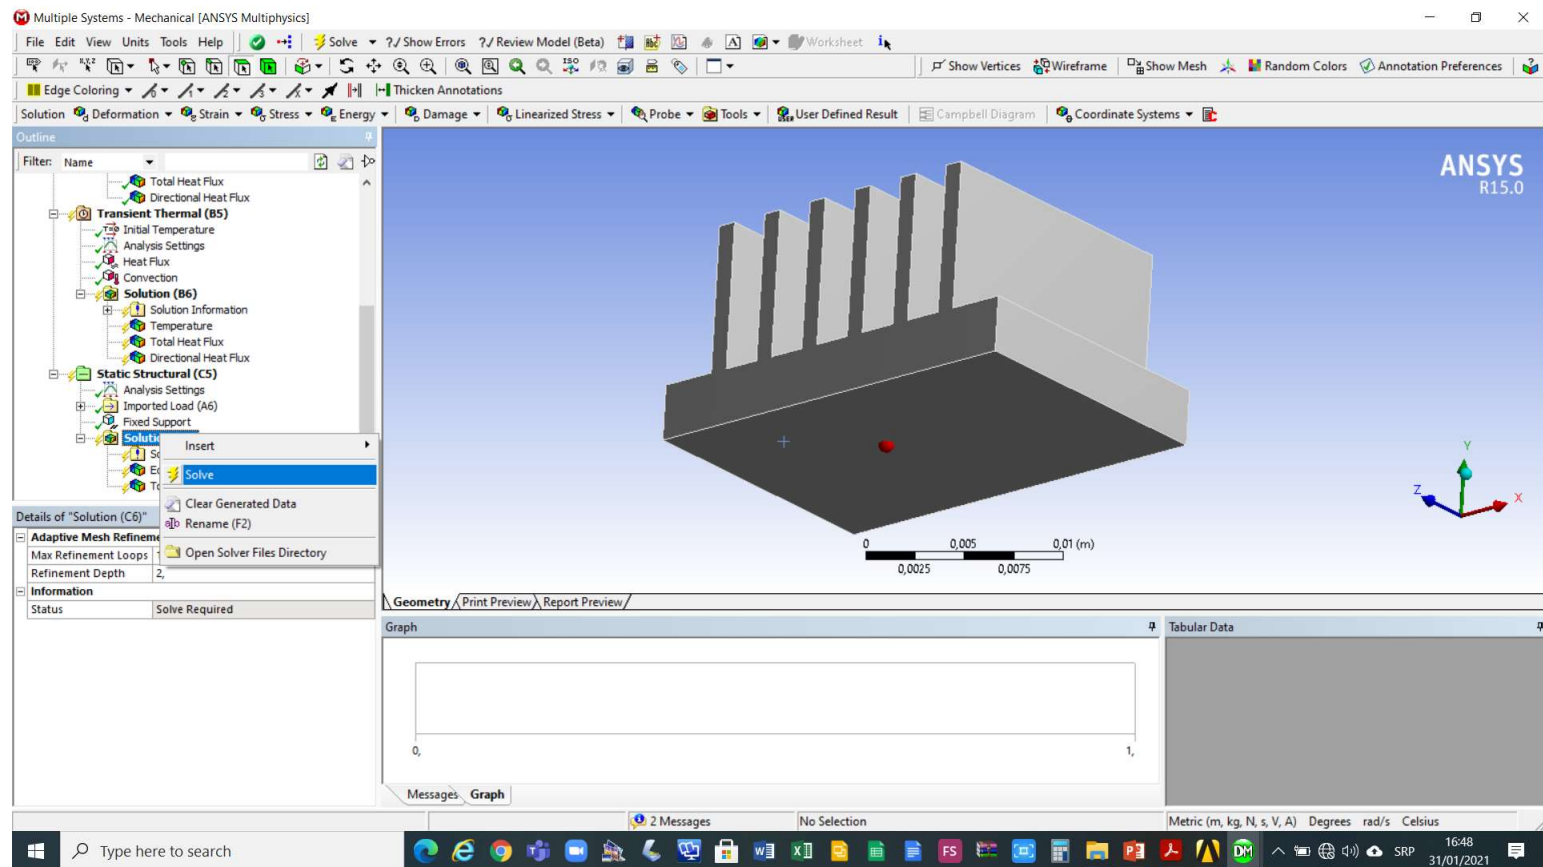 Multiple Systems - Mechanical [ANSYS Multiphysics]
File Edit View Units Tools Help Solve ?/ Show Errors ?/ Review Model (Beta) A Worksheet i
Show Vertices Wireframe Show Mesh Random Colors Annotation Preferences
Edge Coloring Thicken Annotations
Solution Deformation Strain Stress Energy Damage Linearized Stress Probe Tools User Defined Result Campbell Diagram Coordinate Systems
Outline
Filter: Name
Total Heat Flux
Directional Heat Flux
Transient Thermal (B5)
Initial Temperature
Analysis Settings
Heat Flux
Convection
Solution (B6)
Solution Information
Temperature
Total Heat Flux
Directional Heat Flux
Static Structural (C5)
Analysis Settings
Imported Load (A6)
Fixed Support
Soluti
Insert
Solve
Clear Generated Data
Rename (F2)
Open Solver Files Directory
Details of "Solution (C6)"
Adaptive Mesh Refineme
Max Refinement Loops
Refinement Depth 2,
Information
Status Solve Required
ANSYS
R15.0
Y
Z
X
0 0,005 0,01 (m)
0,0025 0,0075
Geometry Print Preview Report Preview
Graph
Tabular Data
0, 1,
Messages Graph
2 Messages No Selection Metric (m, kg, N, s, V, A) Degrees rad/s Celsius
Type here to search
FS
DM
SRP
16:48
31/01/2021